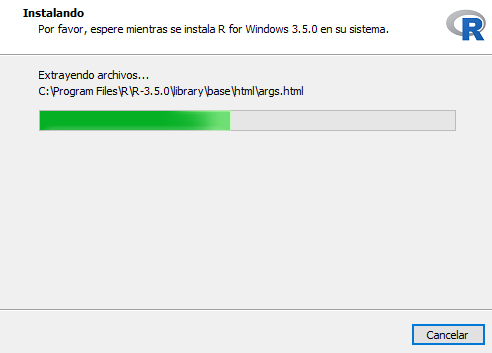 Instalando
Por favor, espere mientras se instala R for Windows 3.5.0 en su sistema.
R
Extrayendo archivos...
C:\Program Files\R\R-3.5.0\library\base\html\args.html
Cancelar